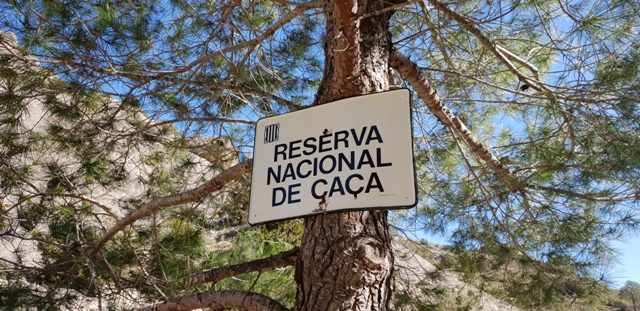 RESERVA
NACIONAL
DE CAÇA